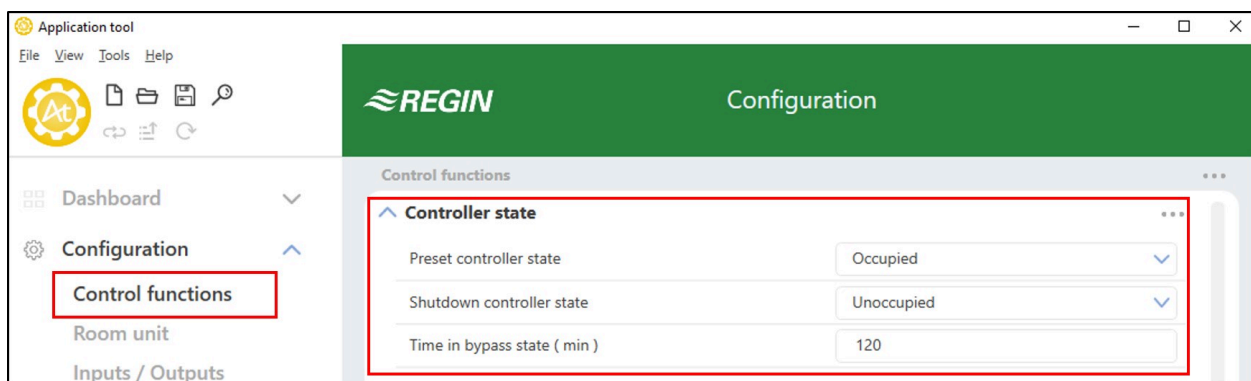 Application tool
File View Tools Help
At
REGIN
Configuration
Dashboard
Configuration
Control functions
Room unit
Inputs / Outputs
Control functions
Controller state
Preset controller state Occupied
Shutdown controller state Unoccupied
Time in bypass state ( min ) 120